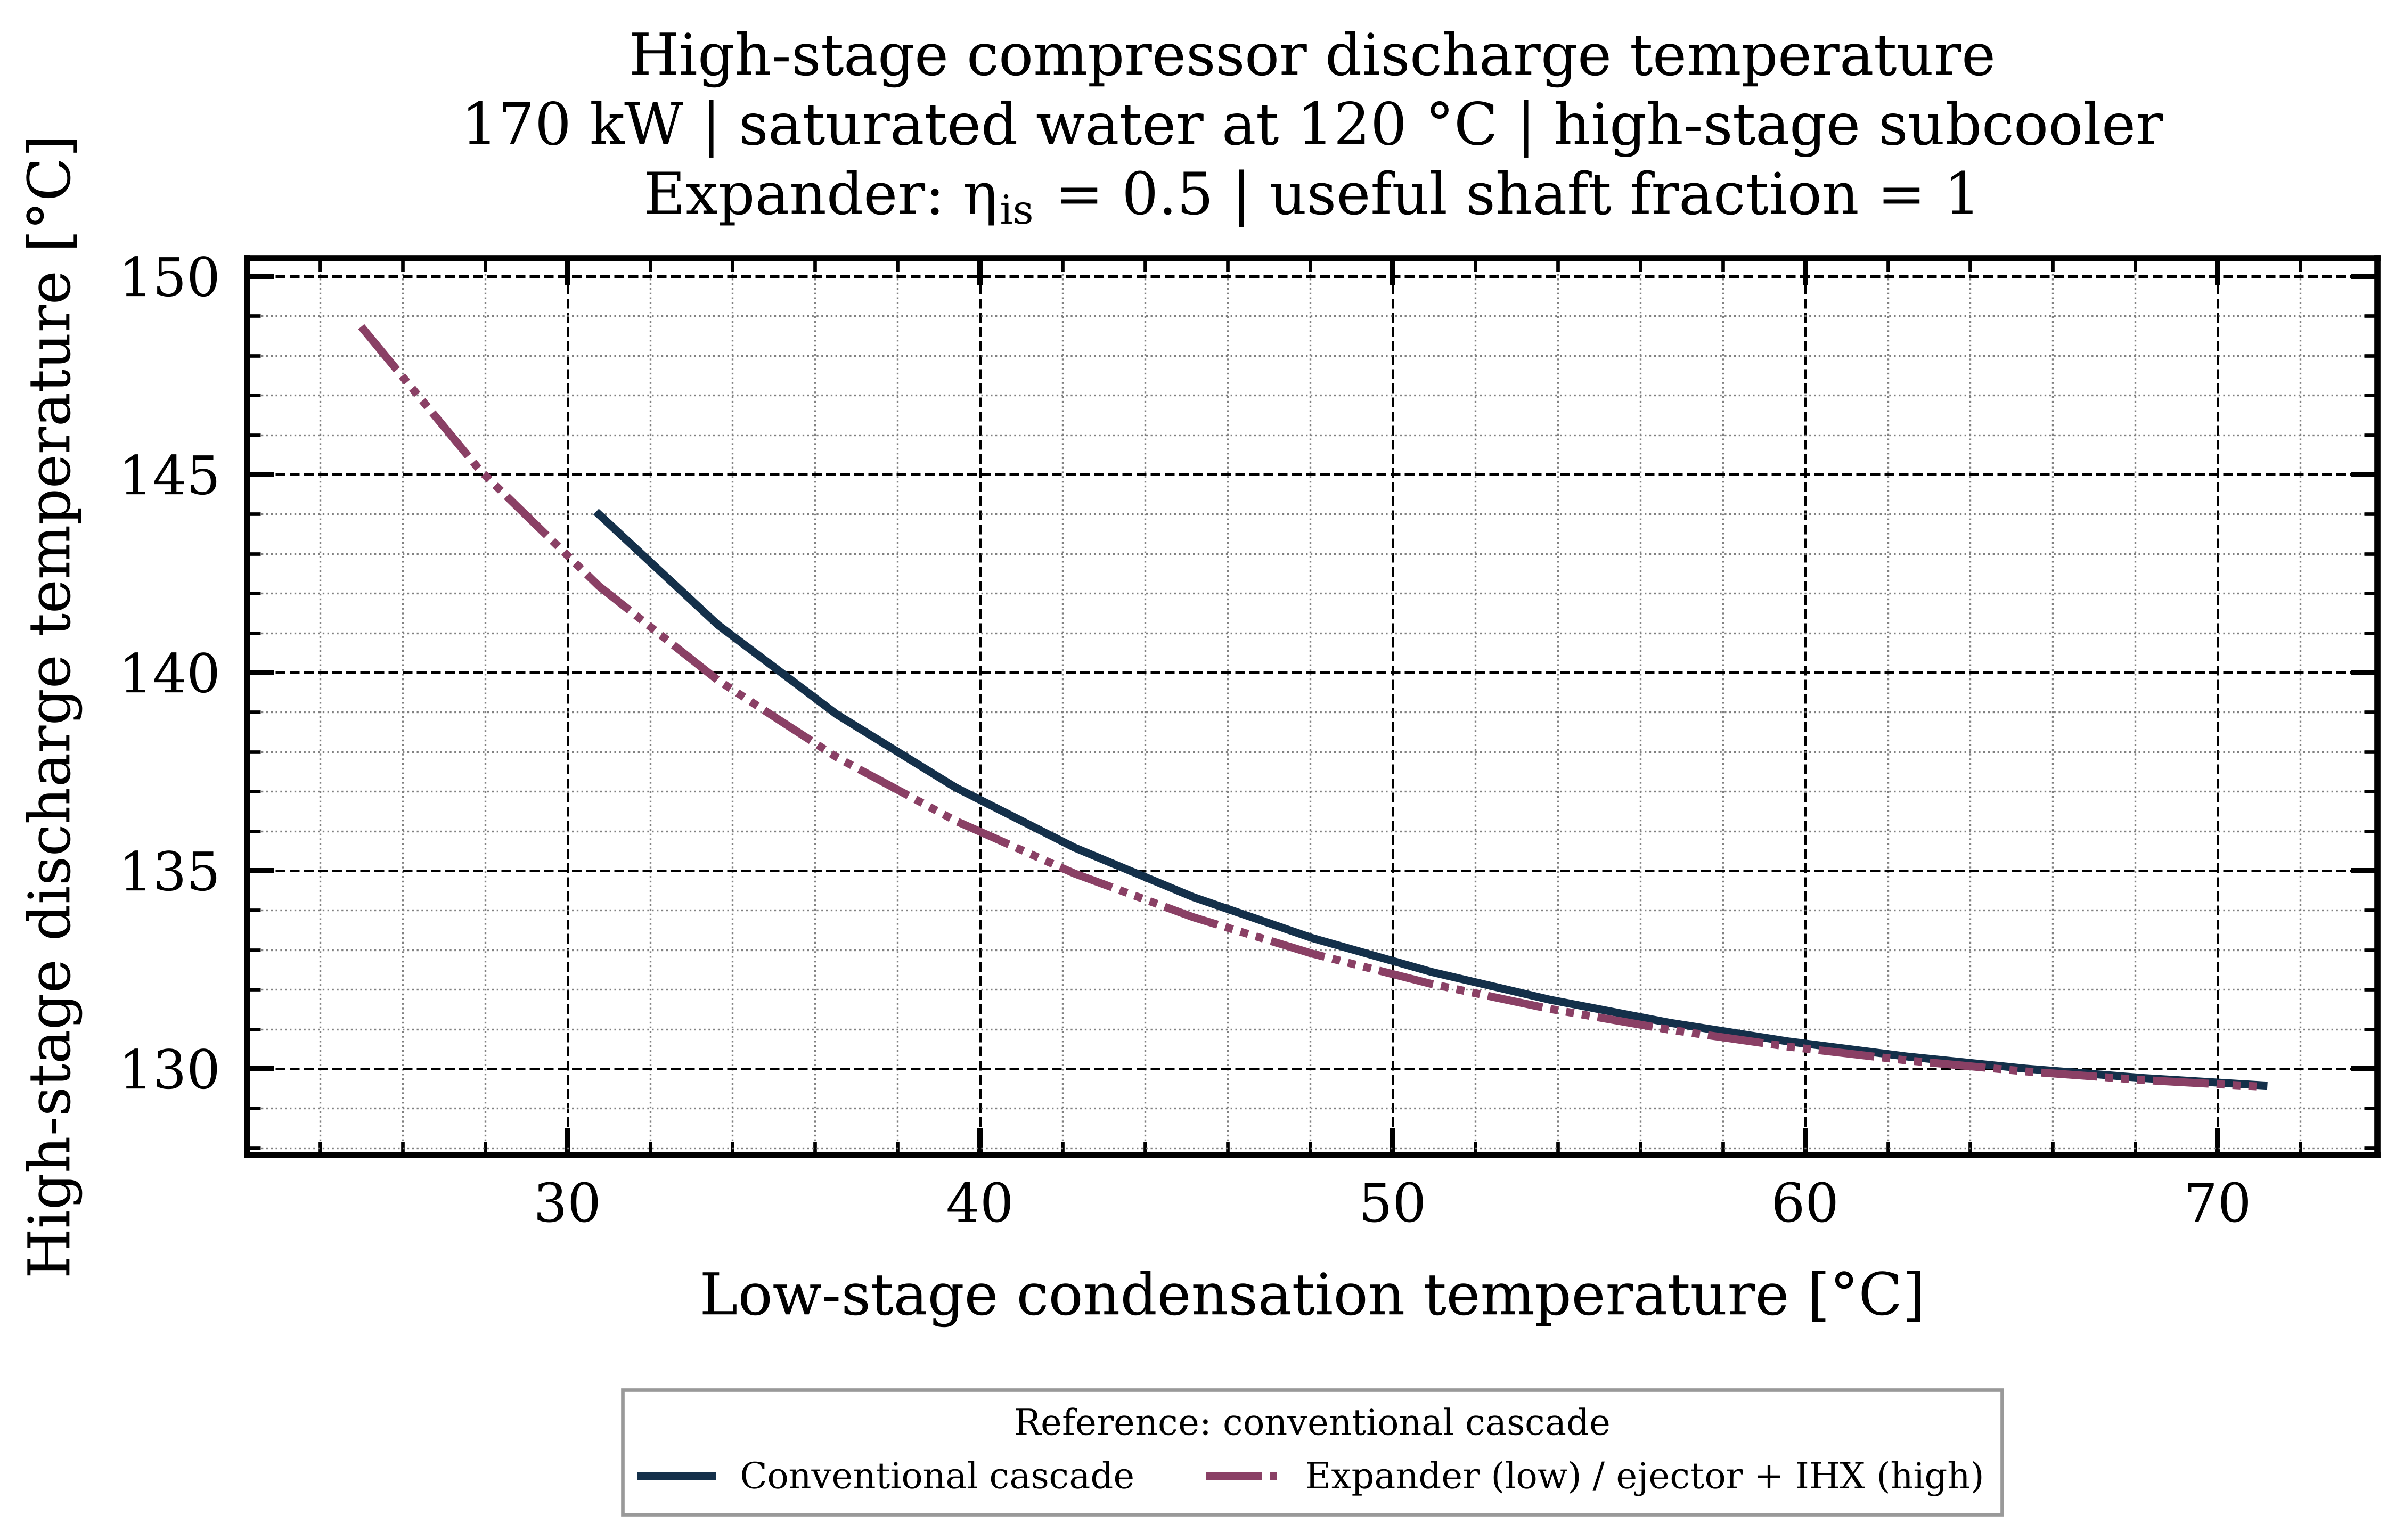 High-stage compressor discharge temperature
170 kW | saturated water at 120 °C | high-stage subcooler
Expander: ηis = 0.5 | useful shaft fraction = 1
High-stage discharge temperature [°C]
150
145
140
135
130
30 40 50 60 70
Low-stage condensation temperature [°C]
Reference: conventional cascade
Conventional cascade Expander (low) / ejector + IHX (high)